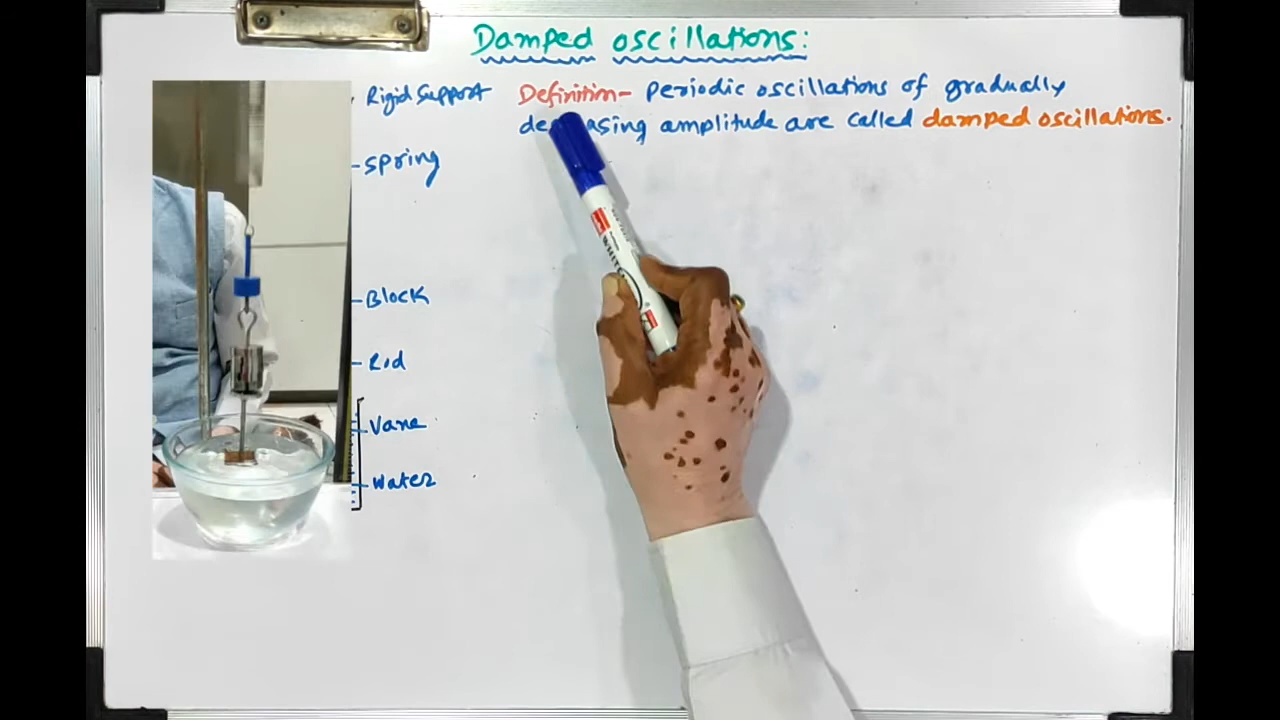 Damped oscillations:
Rigid Support
Definition- Periodic oscillations of gradually
amplitude are called damped oscillations.
Spring
Block
Rod
Vane
Water